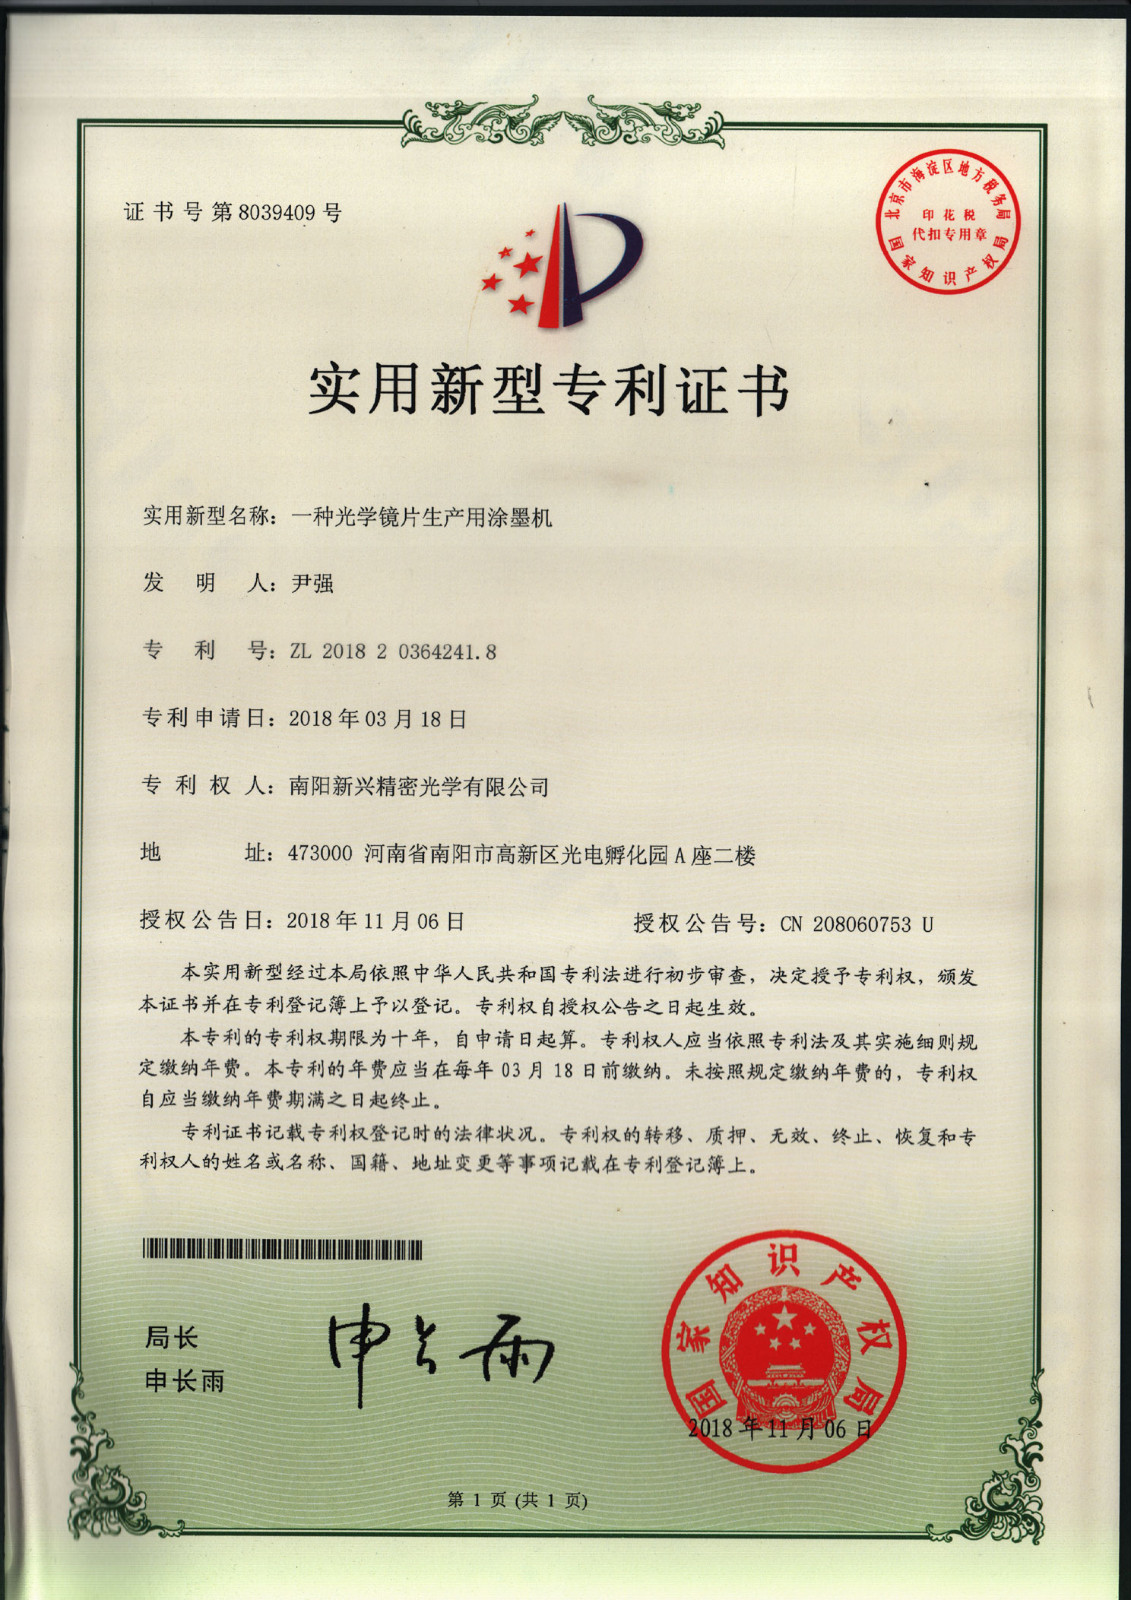 证书号第8039409号
北京市海淀区地方税务局
印花税
代扣专用章
国家知识产权局
实用新型专利证书
实用新型名称：一种光学镜片生产用涂墨机
发明人：尹强
专利号：ZL 2018 2 0364241.8
专利申请日：2018年03月18日
专利权人：南阳新兴精密光学有限公司
地址：473000 河南省南阳市高新区光电孵化园A座二楼
授权公告日：2018年11月06日 授权公告号：CN 208060753 U
本实用新型经过本局依照中华人民共和国专利法进行初步审查，决定授予专利权，颁发
本证书并在专利登记簿上予以登记。专利权自授权公告之日起生效。
本专利的专利权期限为十年，自申请日起算。专利权人应当依照专利法及其实施细则规
定缴纳年费。本专利的年费应当在每年03月18日前缴纳。未按照规定缴纳年费的，专利权
自应当缴纳年费期满之日起终止。
专利证书记载专利权登记时的法律状况。专利权的转移、质押、无效、终止、恢复和专
利权人的姓名或名称、国籍、地址变更等事项记载在专利登记簿上。
局长
申长雨
申长雨
国家知识产权局
2018年11月06日
第1页(共1页)